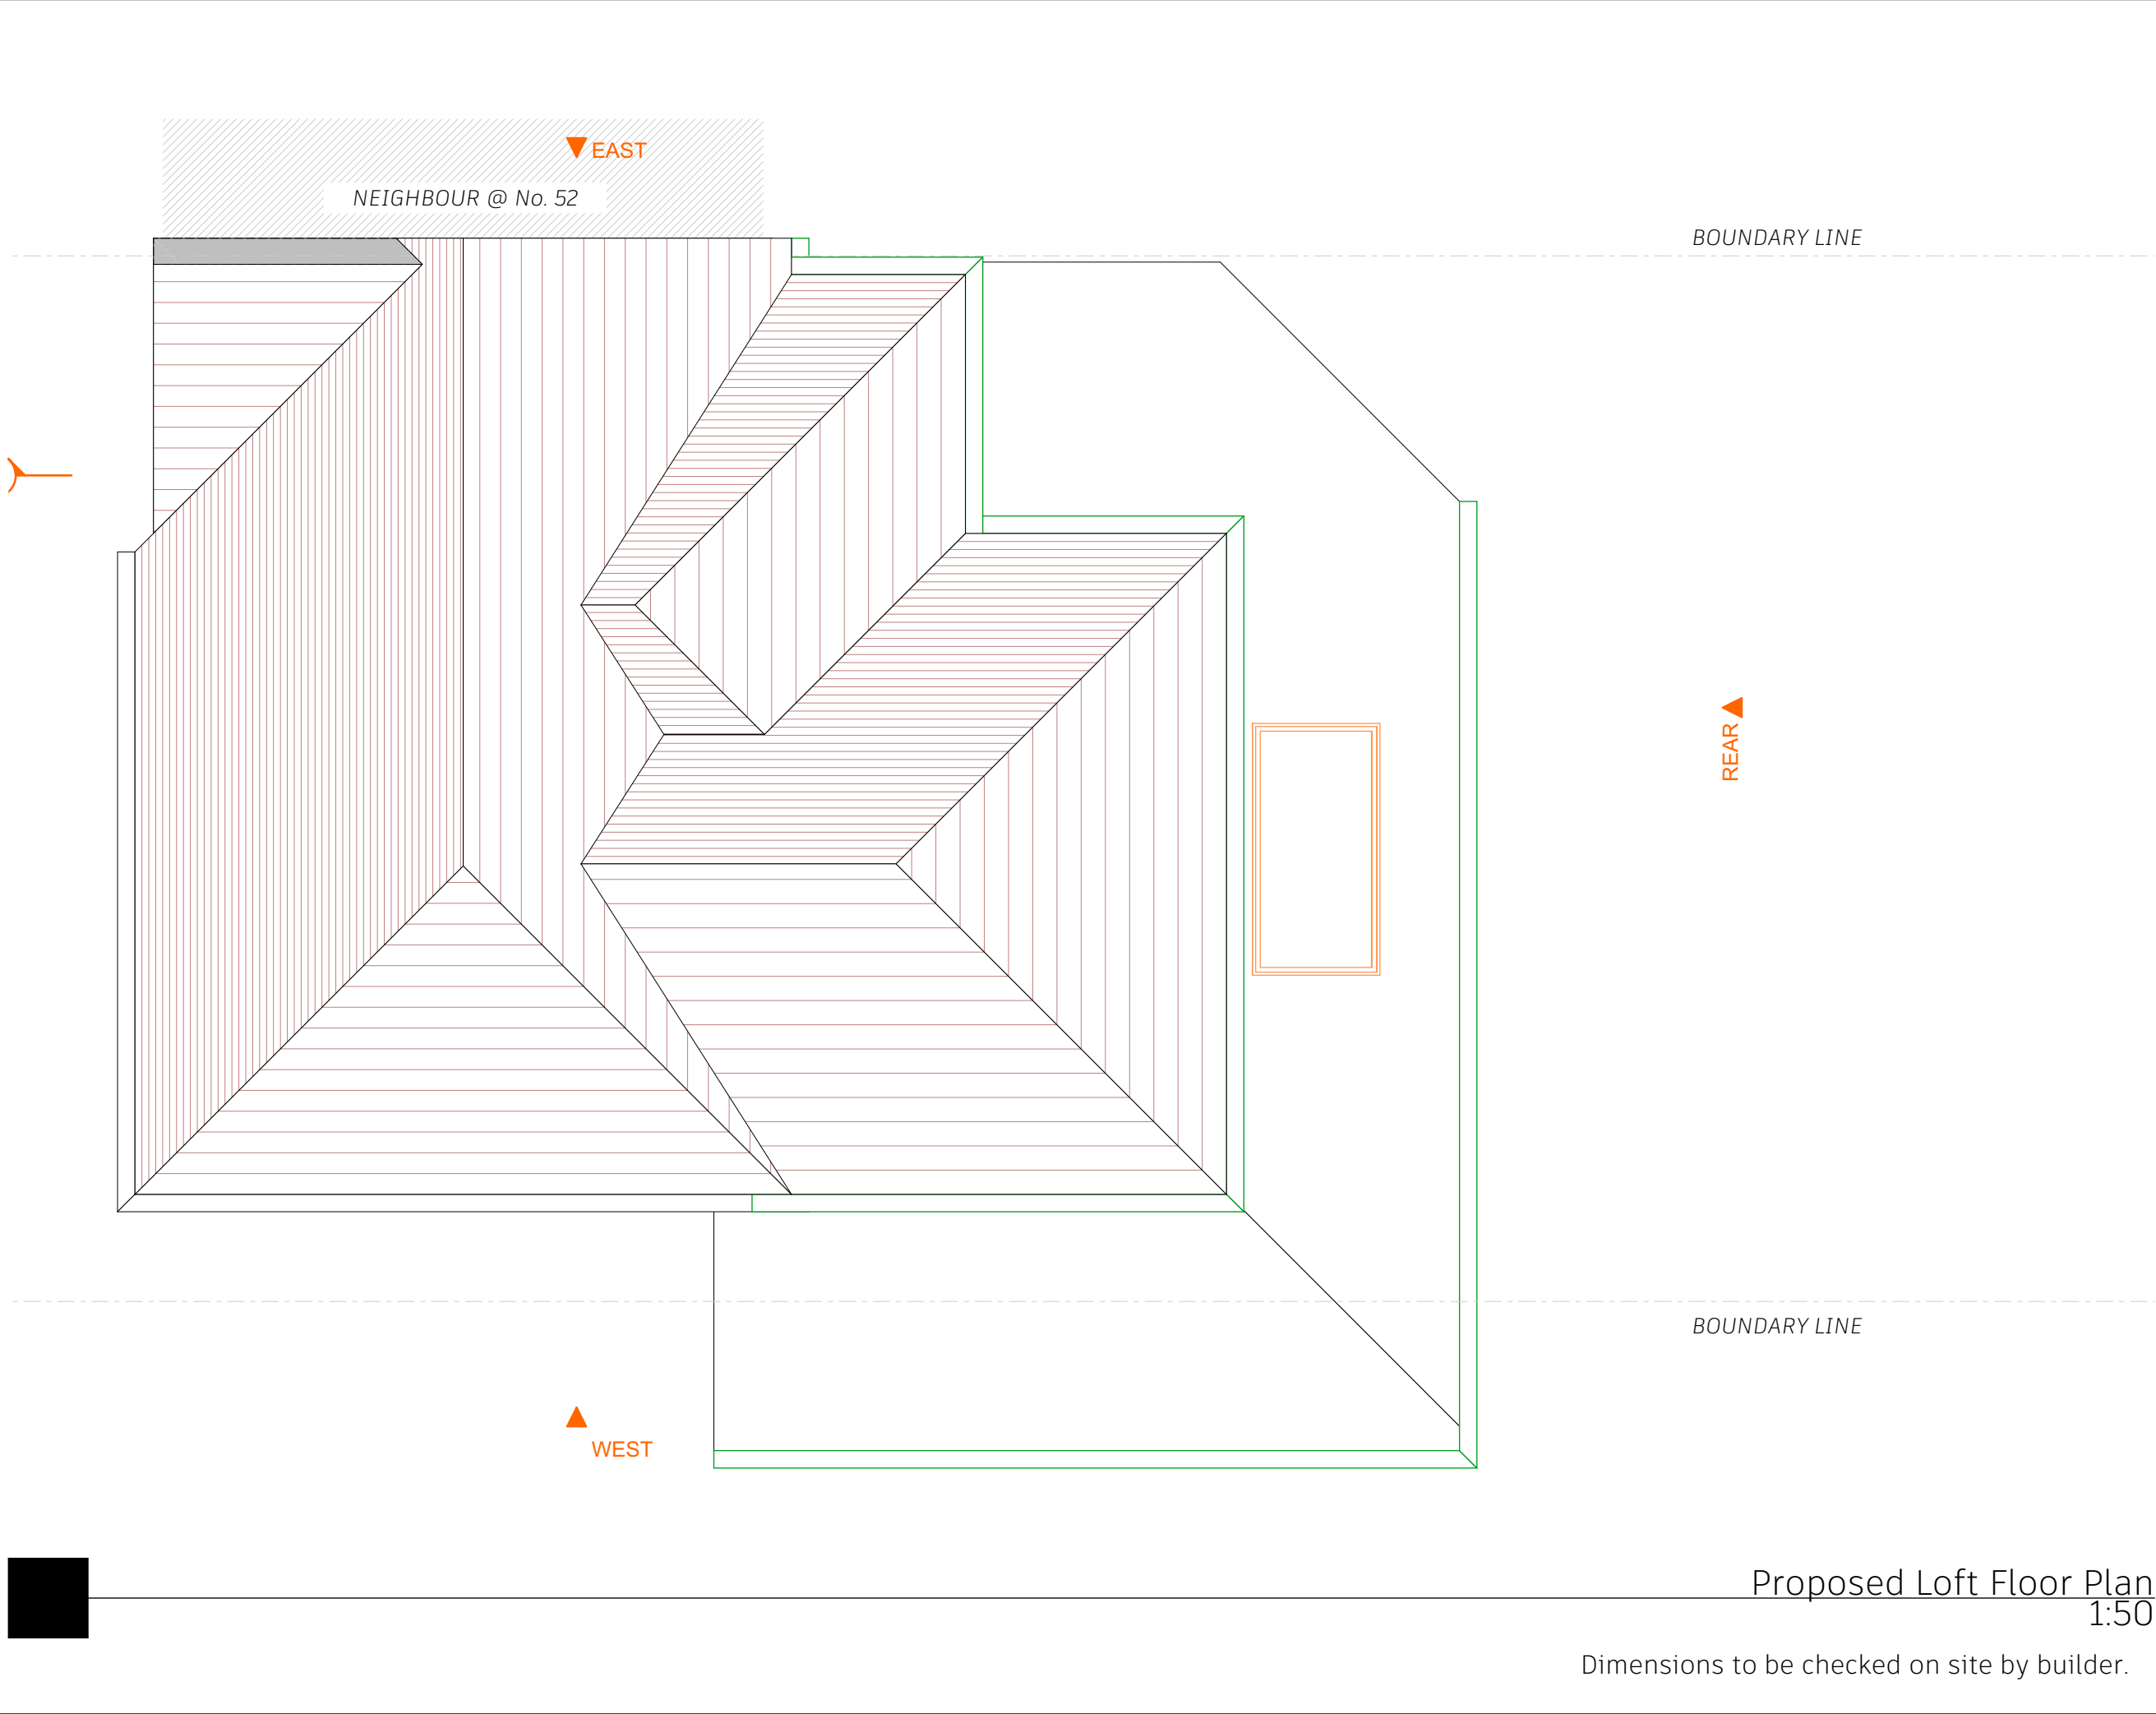 EAST
NEIGHBOUR @ No. 52
BOUNDARY LINE
REAR
BOUNDARY LINE
WEST
Proposed Loft Floor Plan
1:50
Dimensions to be checked on site by builder.